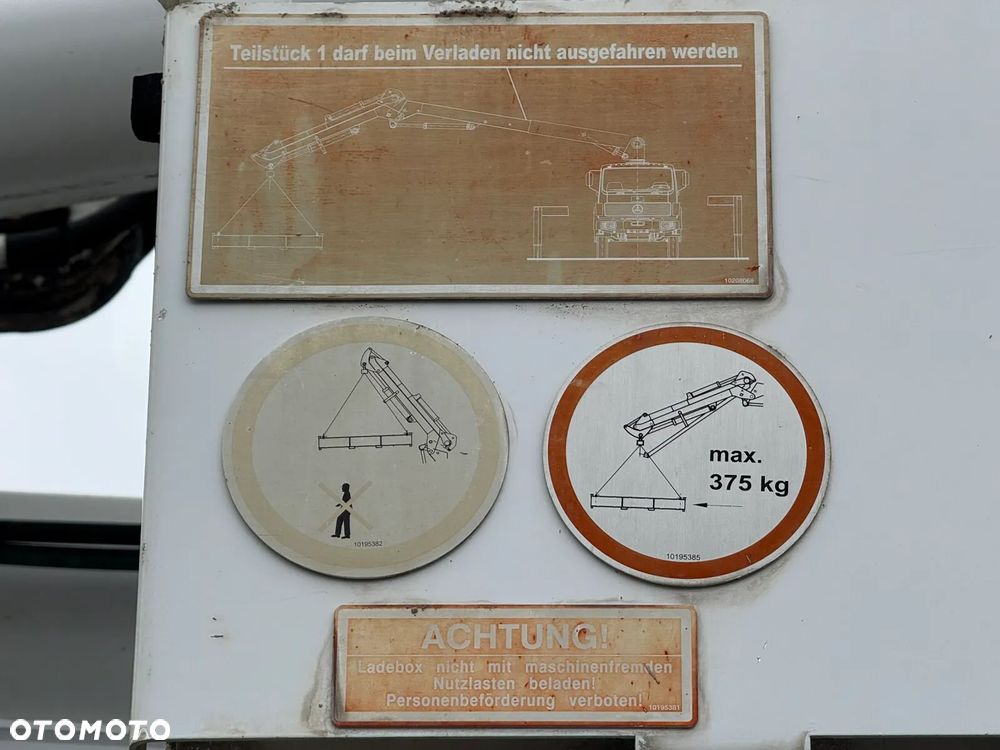 Teilstück 1 darf beim Verladen nicht ausgefahren werden
10208068
max.
375 kg
10195382
10195385
ACHTUNG!
Ladebox nicht mit maschinenfremden
Nutzlasten beladen!
Personenbeförderung verboten!
10195381
OTOMOTO